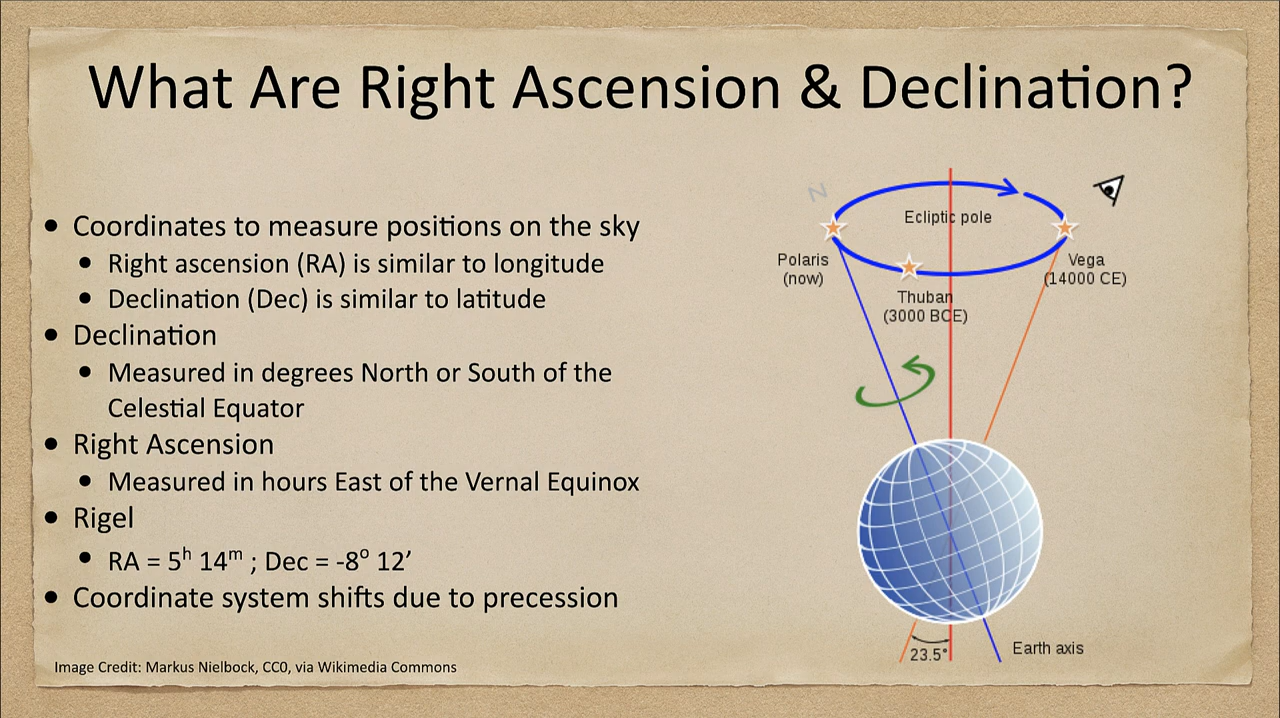 What Are Right Ascension & Declination?
• Coordinates to measure positions on the sky
• Right ascension (RA) is similar to longitude
• Declination (Dec) is similar to latitude
• Declination
• Measured in degrees North or South of the
Celestial Equator
• Right Ascension
• Measured in hours East of the Vernal Equinox
• Rigel
• RA = 5ʰ 14ᵐ ; Dec = -8º 12’
• Coordinate system shifts due to precession
Image Credit: Markus Nielbock, CC0, via Wikimedia Commons
N
Ecliptic pole
Polaris
(now)
Vega
(14000 CE)
Thuban
(3000 BCE)
23.5°
Earth axis